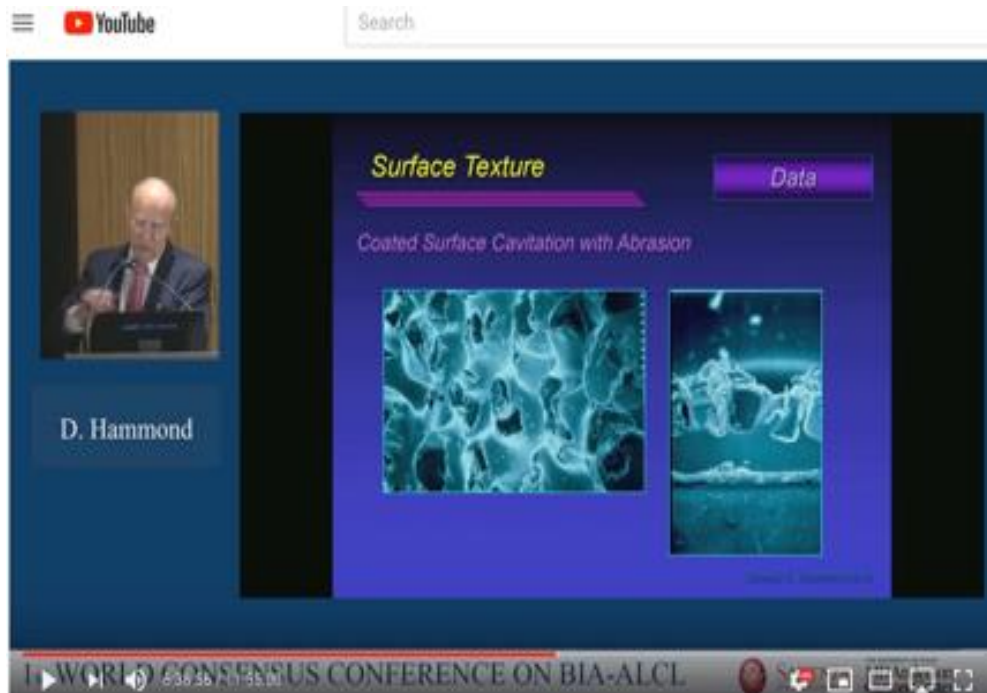 YouTube
Search
Surface Texture
Data
Coated Surface Cavitation with Abrasion
D. Hammond
WORLD CONSENSUS CONFERENCE ON BIA-ALCL